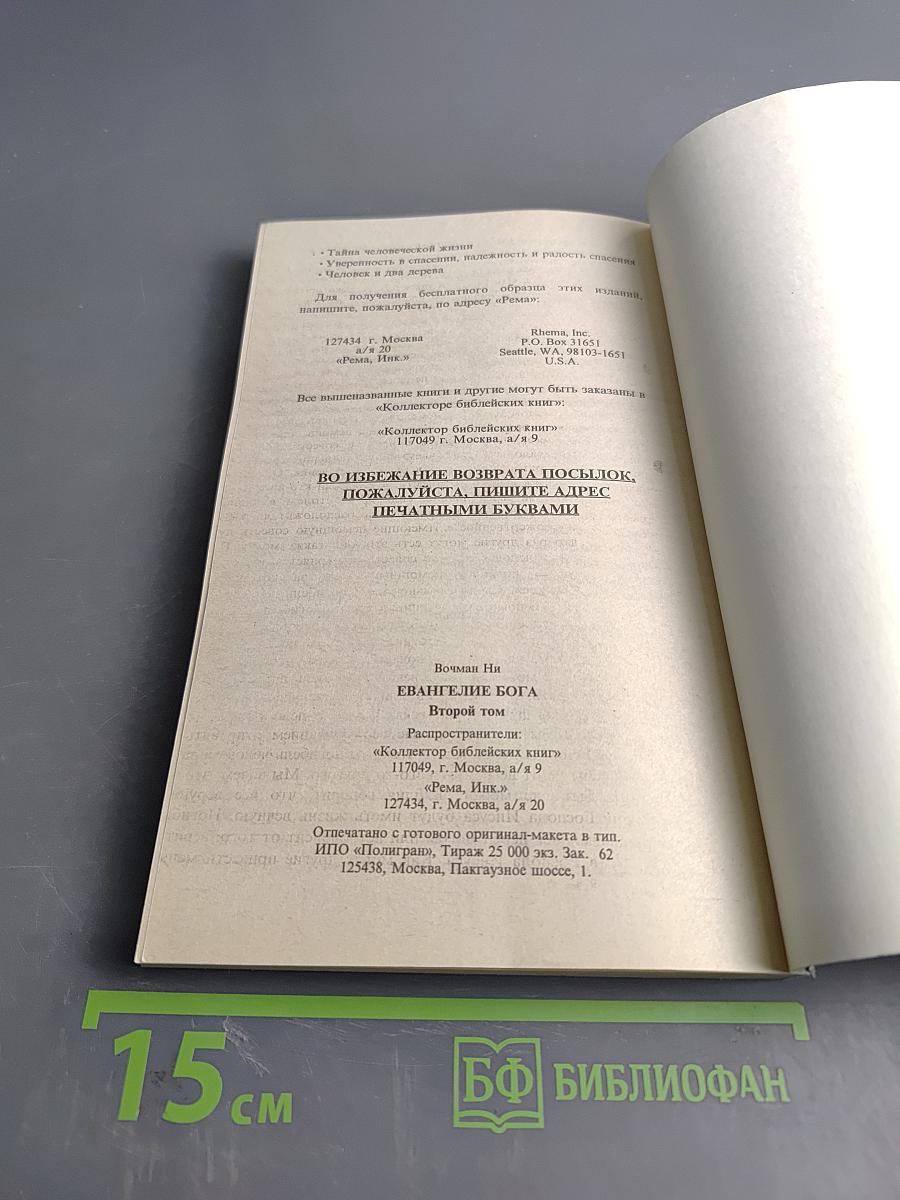 • Тайна человеческой жизни
• Уверенность в спасении, надежность и радость спасения
• Человек и два дерева
Для получения бесплатного образца этих изданий,
напишите, пожалуйста, по адресу «Рема»:
127434 г. Москва
а/я 20
«Рема, Инк.»
Rhema, Inc.
P.O. Box 31651
Seattle, WA, 98103-1651
U.S.A.
Все вышеназванные книги и другие могут быть заказаны в
«Коллекторе библейских книг»:
«Коллектор библейских книг»
117049 г. Москва, а/я 9
ВО ИЗБЕЖАНИЕ ВОЗВРАТА ПОСЫЛОК,
ПОЖАЛУЙСТА, ПИШИТЕ АДРЕС
ПЕЧАТНЫМИ БУКВАМИ
Вочман Ни
ЕВАНГЕЛИЕ БОГА
Второй том
Распространители:
«Коллектор библейских книг»
117049, г. Москва, а/я 9
«Рема, Инк.»
127434, г. Москва, а/я 20
Отпечатано с готового оригинал-макета в тип.
ИПО «Полигран», Тираж 25 000 экз. Зак. 62
125438, Москва, Пакгаузное шоссе, 1.
15 см
БФ БИБЛИОФАН